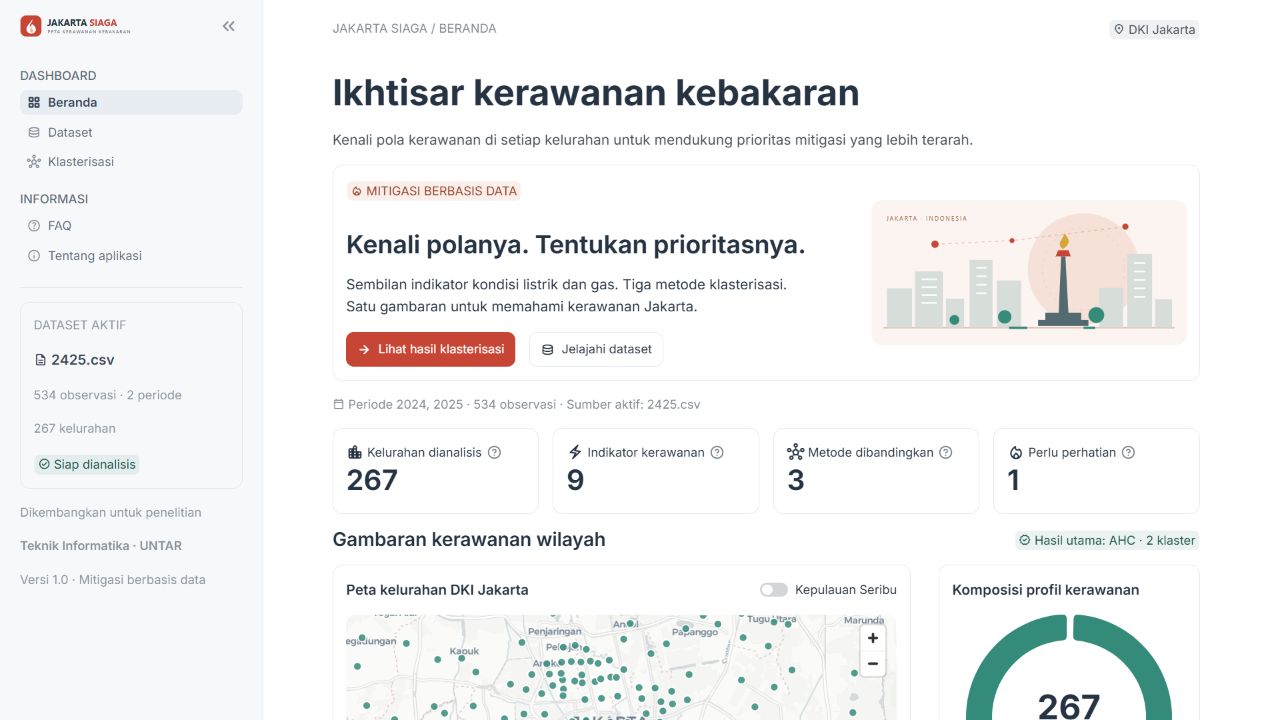 JAKARTA SIAGA
PETA KERAWANAN KEBAKARAN
DASHBOARD
Beranda
Dataset
Klasterisasi
INFORMASI
FAQ
Tentang aplikasi
DATASET AKTIF
2425.csv
534 observasi · 2 periode
267 kelurahan
Siap dianalisis
Dikembangkan untuk penelitian
Teknik Informatika · UNTAR
Versi 1.0 · Mitigasi berbasis data
JAKARTA SIAGA / BERANDA
DKI Jakarta
Ikhtisar kerawanan kebakaran
Kenali pola kerawanan di setiap kelurahan untuk mendukung prioritas mitigasi yang lebih terarah.
MITIGASI BERBASIS DATA
Kenali polanya. Tentukan prioritasnya.
Sembilan indikator kondisi listrik dan gas. Tiga metode klasterisasi.
Satu gambaran untuk memahami kerawanan Jakarta.
Lihat hasil klasterisasi
Jelajahi dataset
JAKARTA · INDONESIA
Periode 2024, 2025 · 534 observasi · Sumber aktif: 2425.csv
Kelurahan dianalisis
267
Indikator kerawanan
9
Metode dibandingkan
3
Perlu perhatian
1
Gambaran kerawanan wilayah
Hasil utama: AHC · 2 klaster
Peta kelurahan DKI Jakarta
Kepulauan Seribu
Komposisi profil kerawanan
Tugu Utara
Marunda
Penjaringan
Papanggo
Kapuk
+
−
267